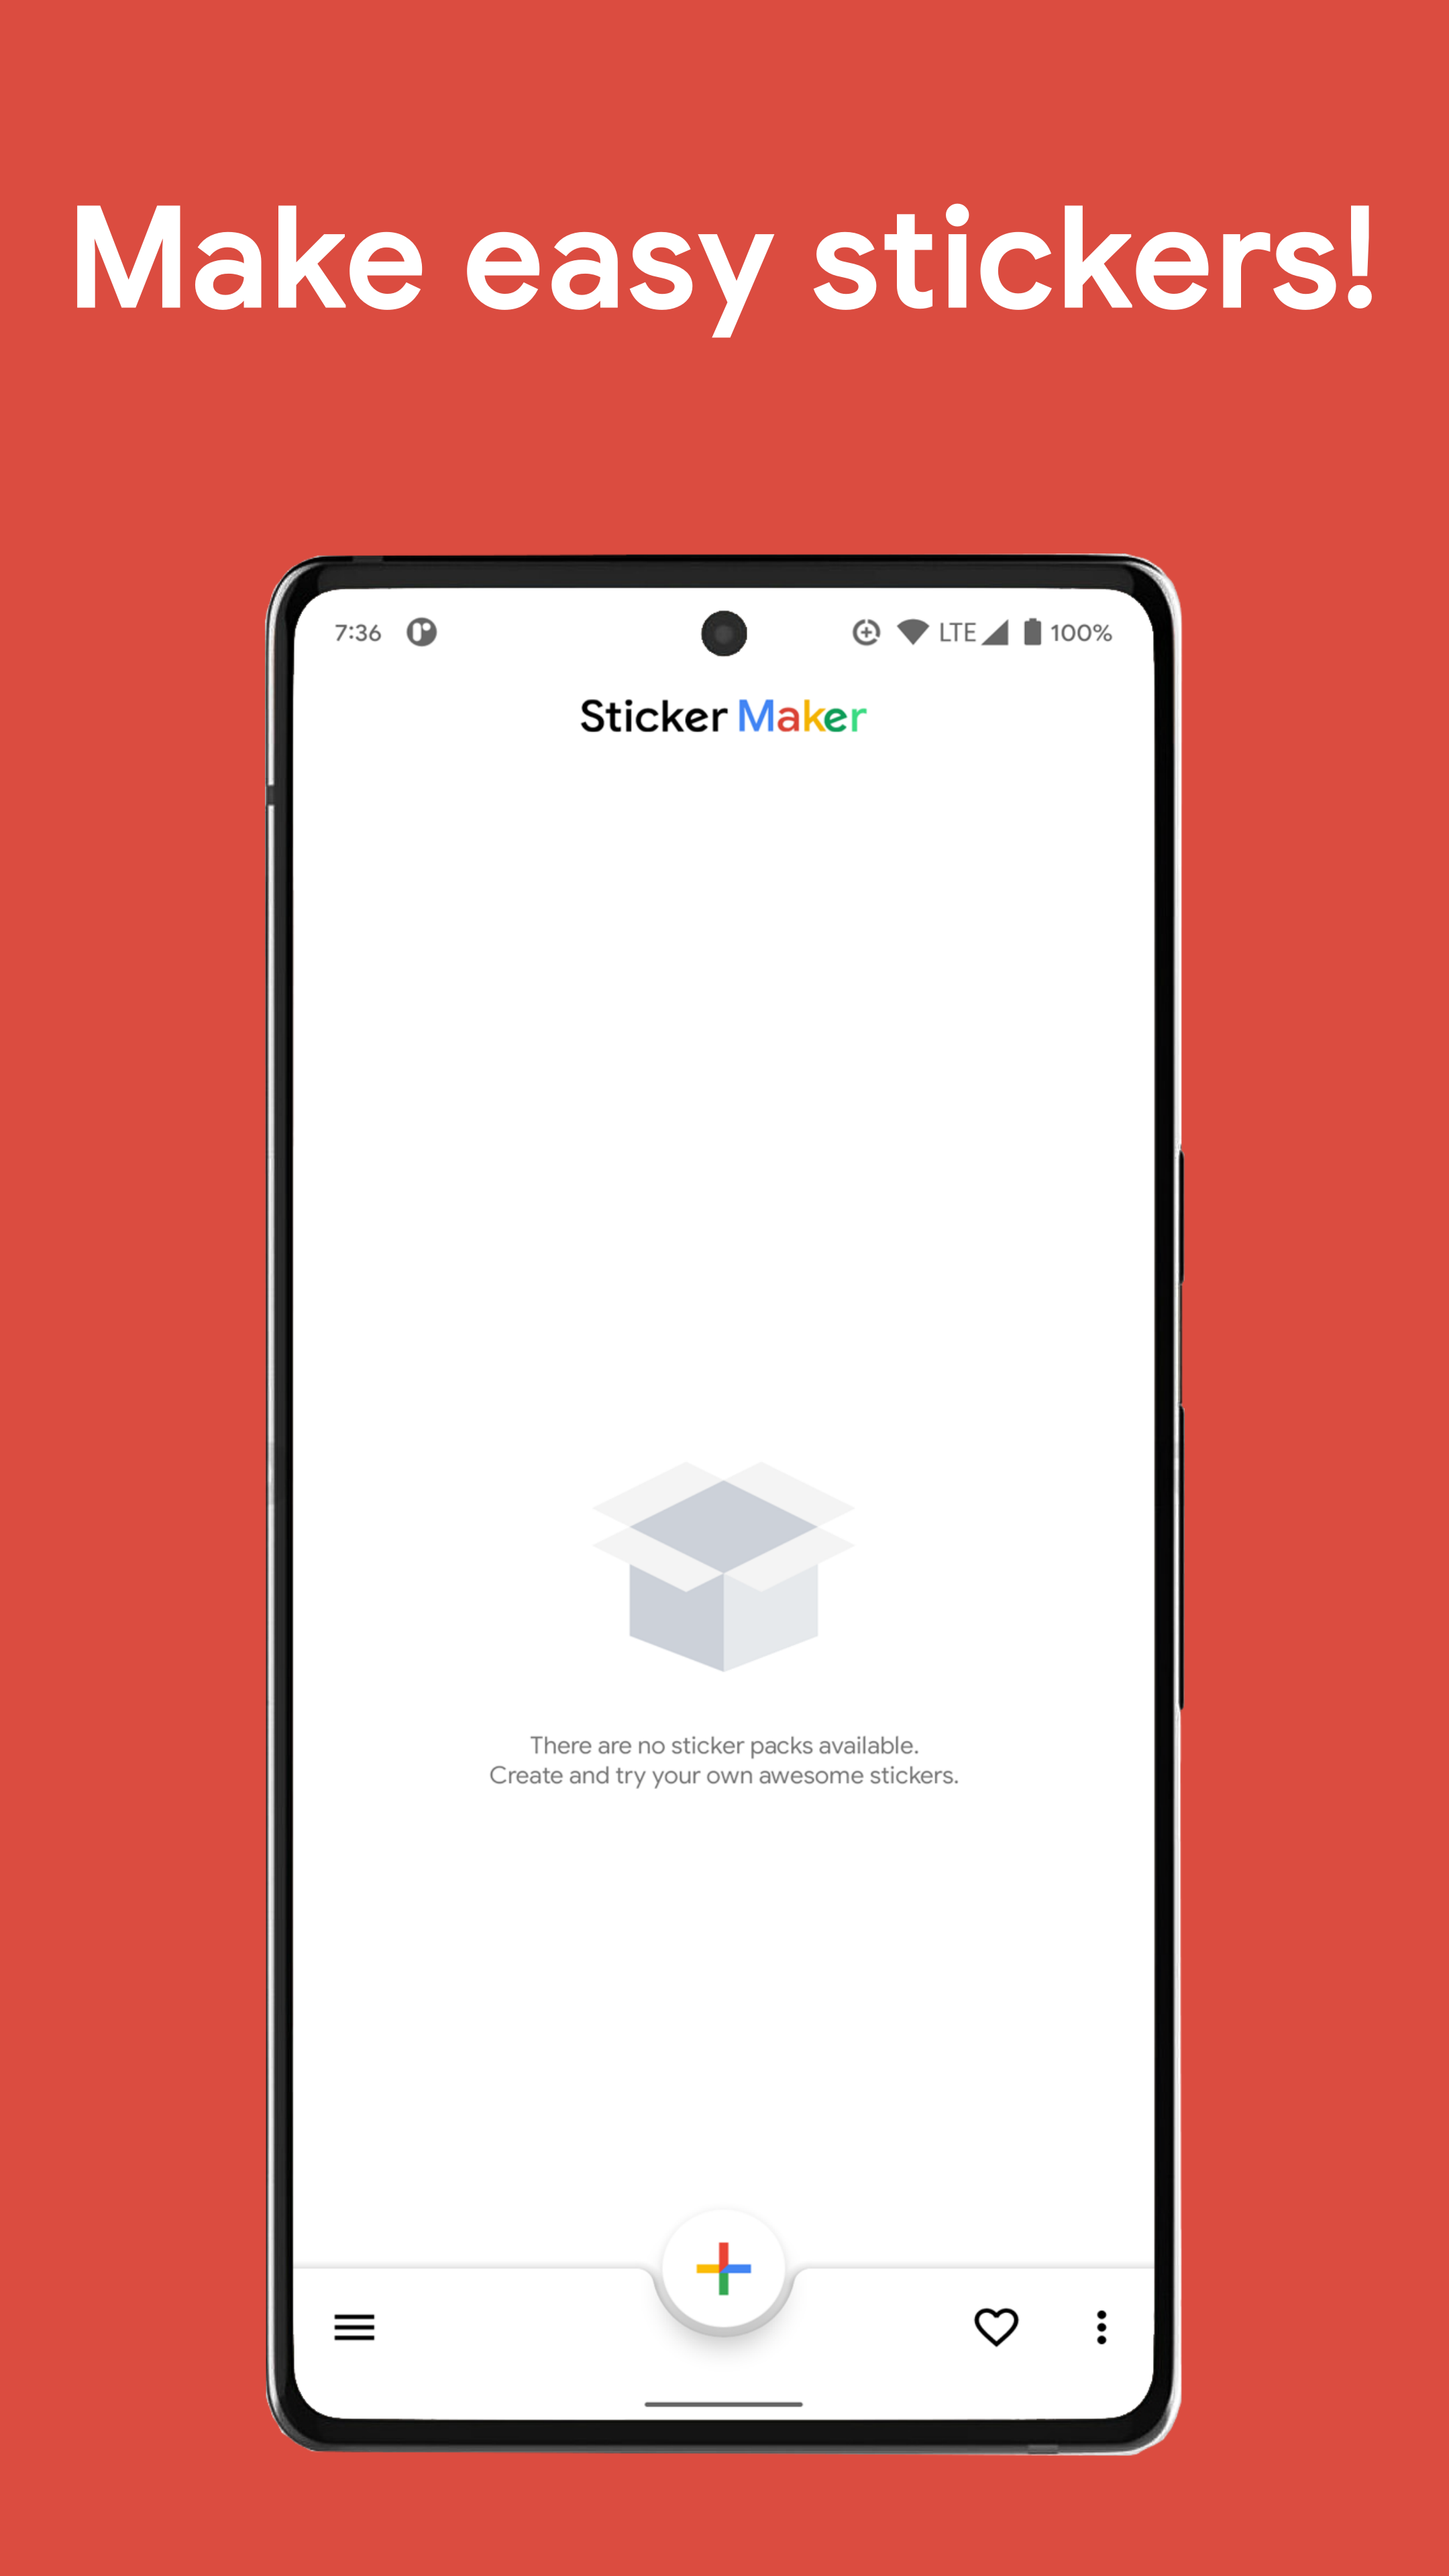 Make easy stickers!
7:36 LTE 100%
Sticker Maker
There are no sticker packs available.
Create and try your own awesome stickers.